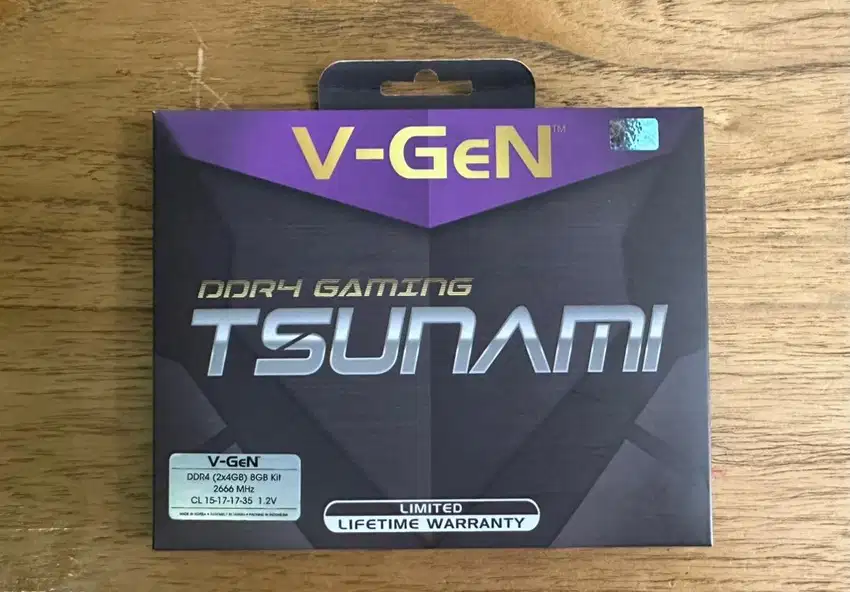 V-GeN™
DDR4 GAMING
TSUNAMI
V-GeN
DDR4 (2x4GB) 8GB Kit
2666 MHz
CL 15-17-17-35 1.2V
LIMITED
LIFETIME WARRANTY